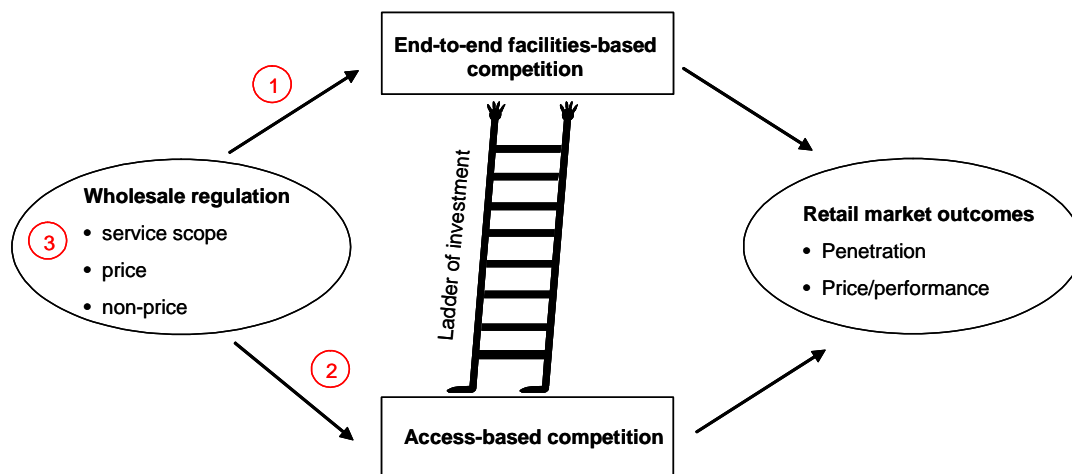 End-to-end facilities-based
competition
1
Ladder of investment
Wholesale regulation
3
• service scope
• price
• non-price
Retail market outcomes
• Penetration
• Price/performance
2
Access-based competition